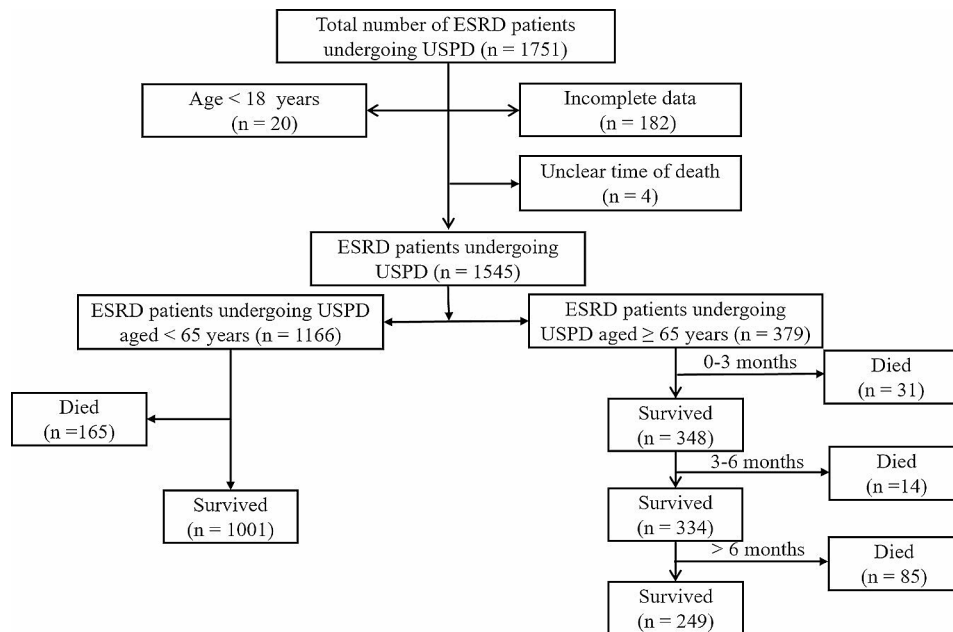 Total number of ESRD patients
undergoing USPD (n = 1751)
Age < 18 years
(n = 20)
Incomplete data
(n = 182)
Unclear time of death
(n = 4)
ESRD patients undergoing
USPD (n = 1545)
ESRD patients undergoing USPD
aged < 65 years (n = 1166)
ESRD patients undergoing
USPD aged ≥ 65 years (n = 379)
0-3 months
Died
(n = 31)
Died
(n =165)
Survived
(n = 348)
3-6 months
Died
(n =14)
Survived
(n = 1001)
Survived
(n = 334)
> 6 months
Died
(n = 85)
Survived
(n = 249)